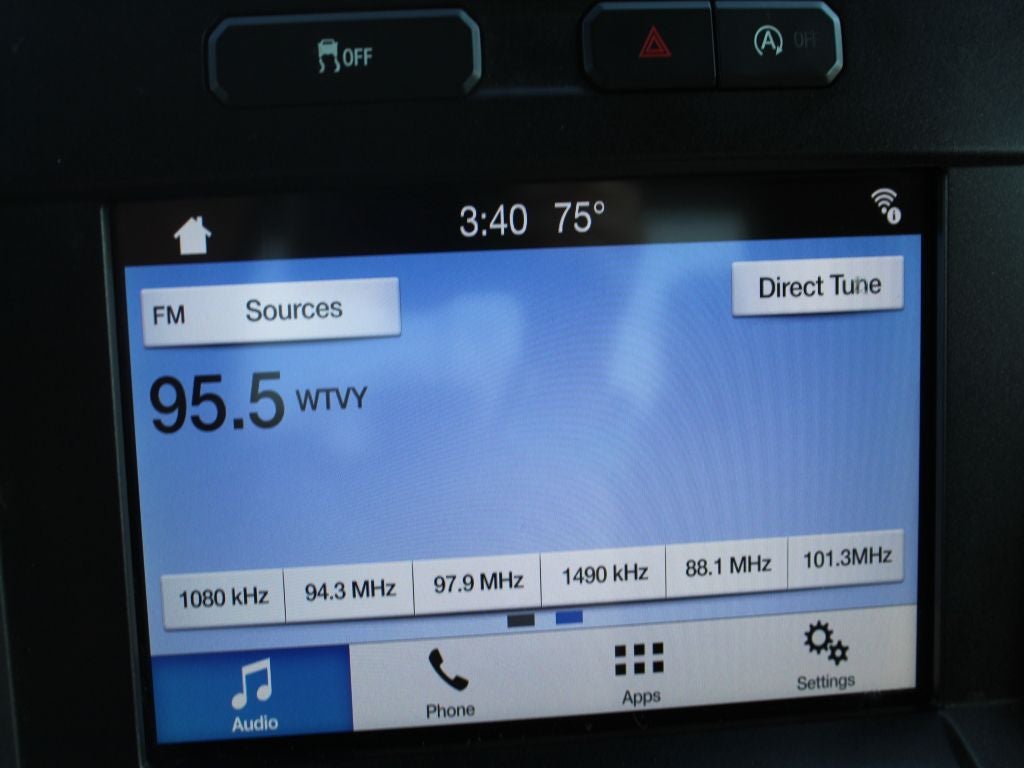 OFF
A OFF
3:40 75°
FM Sources
Direct Tune
95.5 WTVY
1080 kHz 94.3 MHz 97.9 MHz 1490 kHz 88.1 MHz 101.3MHz
Audio Phone Apps Settings